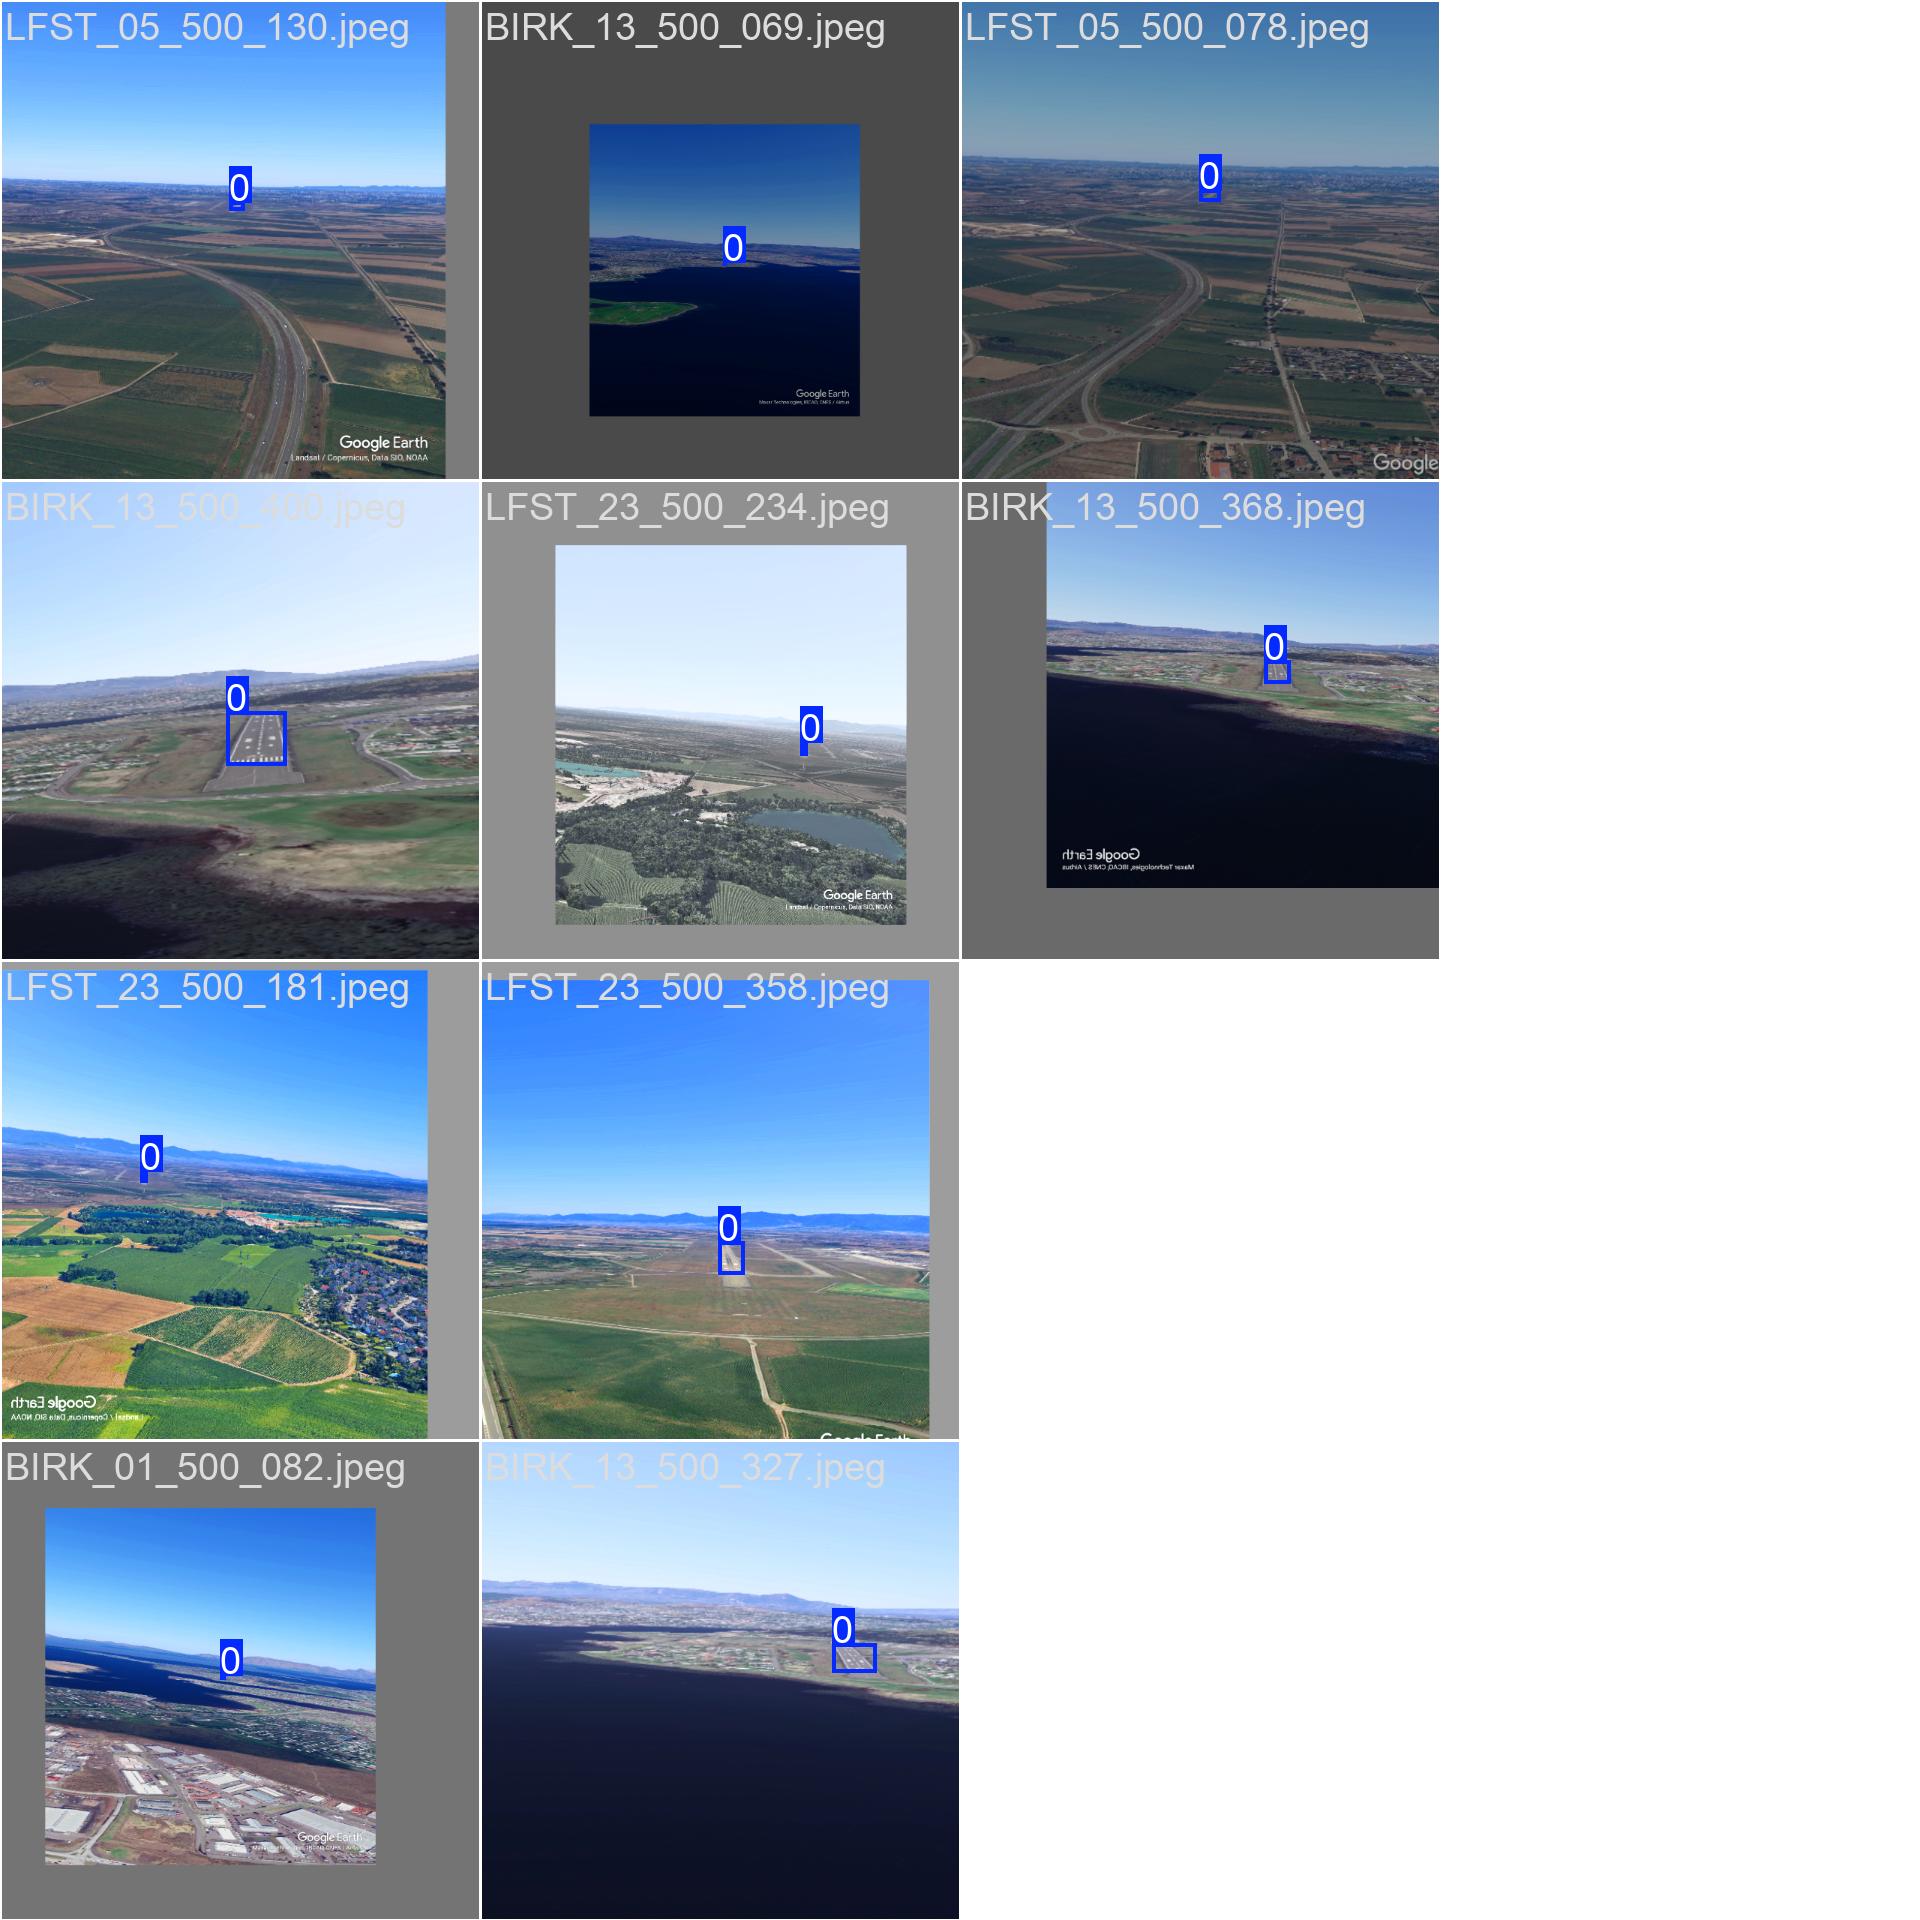 LFST_05_500_130.jpeg
BIRK_13_500_069.jpeg
LFST_05_500_078.jpeg
0
0
0
Google Earth
Landsat / Copernicus, Data SIO, NOAA
Google Earth
Maxar Technologies, IBCAO, CNES / Airbus
Google
BIRK_13_500_400.jpeg
LFST_23_500_234.jpeg
BIRK_13_500_368.jpeg
0
0
0
Google Earth
Landsat / Copernicus, Data SIO, NOAA
Google Earth
Maxar Technologies, IBCAO, CNES / Airbus
LFST_23_500_181.jpeg
LFST_23_500_358.jpeg
0
0
Google Earth
Landsat / Copernicus, Data SIO, NOAA
Google Earth
BIRK_01_500_082.jpeg
BIRK_13_500_327.jpeg
0
0
Google Earth